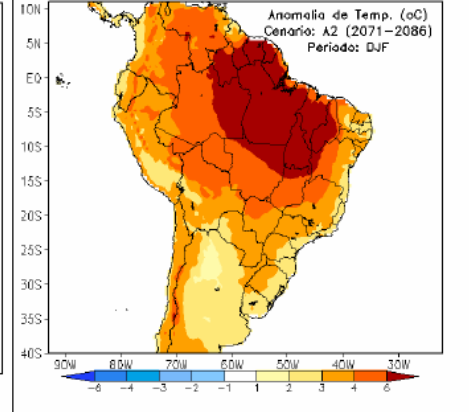 Anomalia de Temp. (oC)
Cenario: A2 (2071-2086)
Periodo: DJF
10N
5N
EQ
5S
10S
15S
20S
25S
30S
35S
40S
90W 80W 70W 60W 50W 40W 30W
-6 -4 -3 -2 -1 1 2 3 4 6